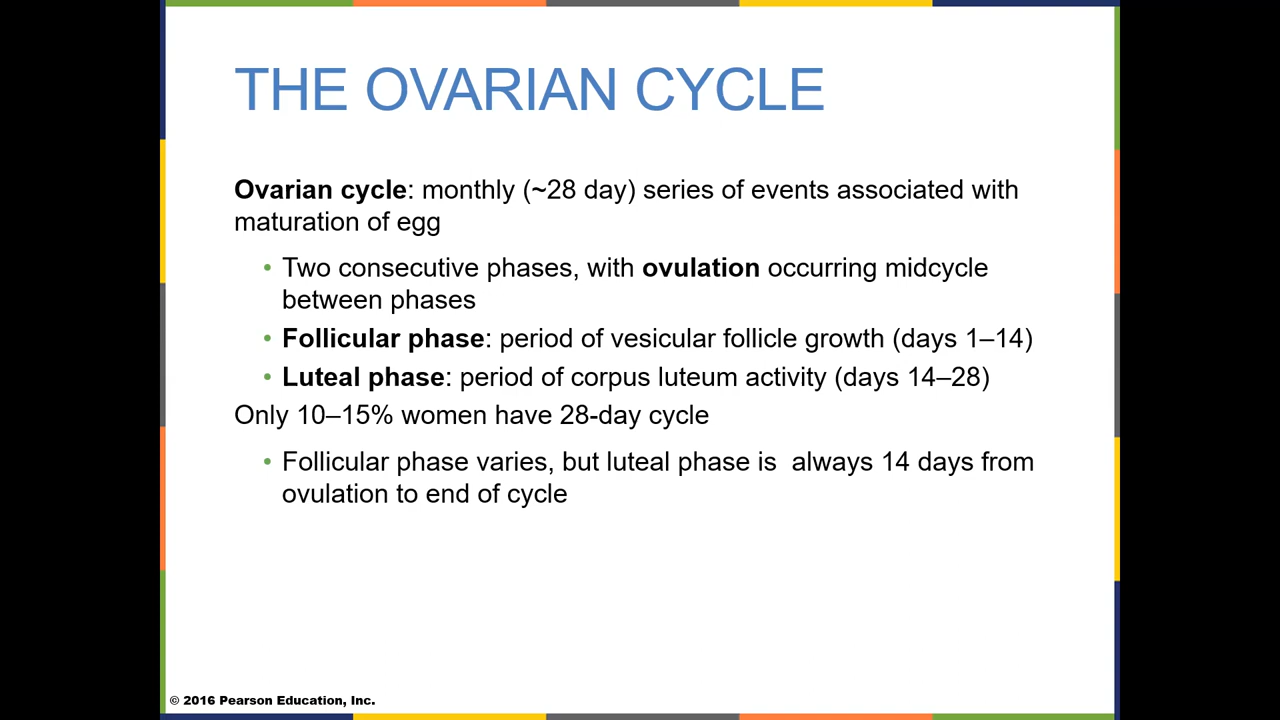 THE OVARIAN CYCLE
Ovarian cycle: monthly (~28 day) series of events associated with
maturation of egg
• Two consecutive phases, with ovulation occurring midcycle
between phases
• Follicular phase: period of vesicular follicle growth (days 1–14)
• Luteal phase: period of corpus luteum activity (days 14–28)
Only 10–15% women have 28-day cycle
• Follicular phase varies, but luteal phase is  always 14 days from
ovulation to end of cycle
© 2016 Pearson Education, Inc.